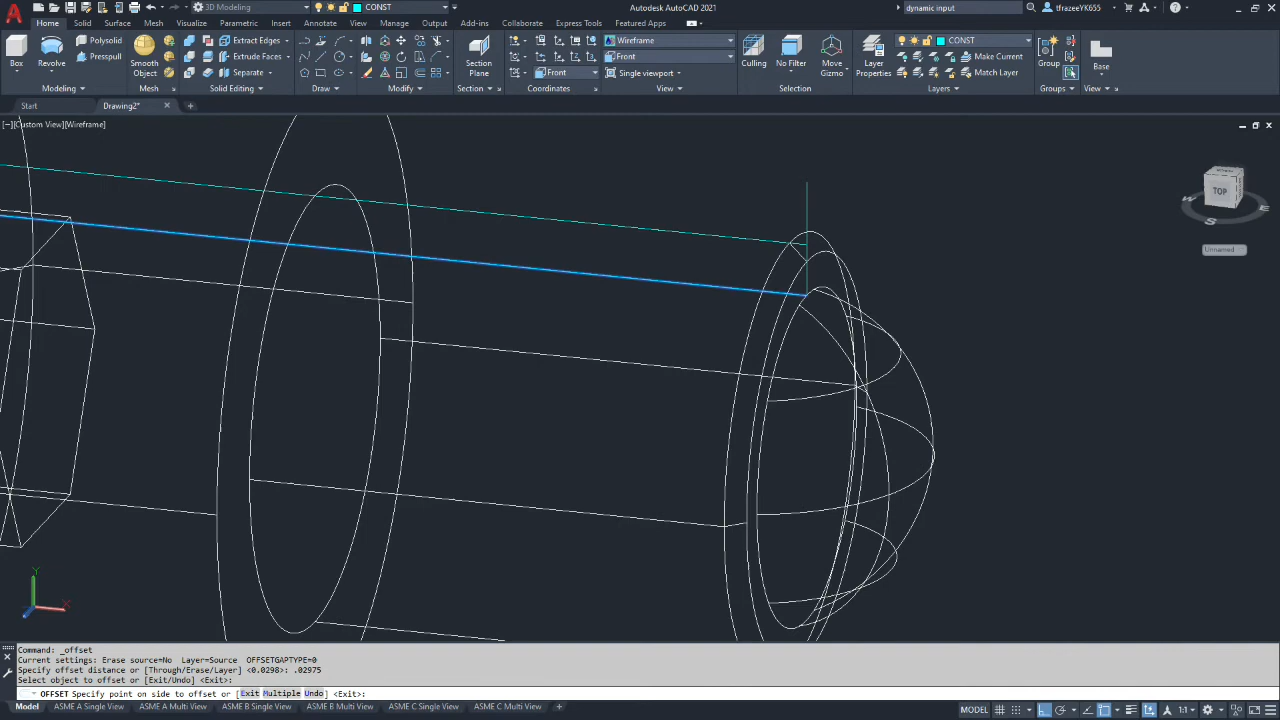 3D Modeling
CONST
Autodesk AutoCAD 2021
dynamic input
tfrazeeYK655
Home Solid Surface Mesh Visualize Parametric Insert Annotate View Manage Output Add-ins Collaborate Express Tools Featured Apps
Box
Revolve
Polysolid
Presspull
Modeling
Smooth
Object
Mesh
Extract Edges
Extrude Faces
Separate
Solid Editing
Draw
Modify
Section
Plane
Section
Front
Coordinates
Wireframe
Front
Single viewport
View
Culling
No Filter
Move
Gizmo
Selection
Layer
Properties
CONST
Make Current
Match Layer
Layers
Group
Groups
Base
View
Start Drawing2*
[−][Custom View][Wireframe]
TOP
W
S
E
Unnamed
Y
X
Command: _offset
Current settings: Erase source=No Layer=Source OFFSETGAPTYPE=0
Specify offset distance or [Through/Erase/Layer] <0.0298>: .02975
Select object to offset or [Exit/Undo] <Exit>:
OFFSET Specify point on side to offset or [Exit Multiple Undo] <Exit>:
Model ASME A Single View ASME A Multi View ASME B Single View ASME B Multi View ASME C Single View ASME C Multi View
MODEL
1:1